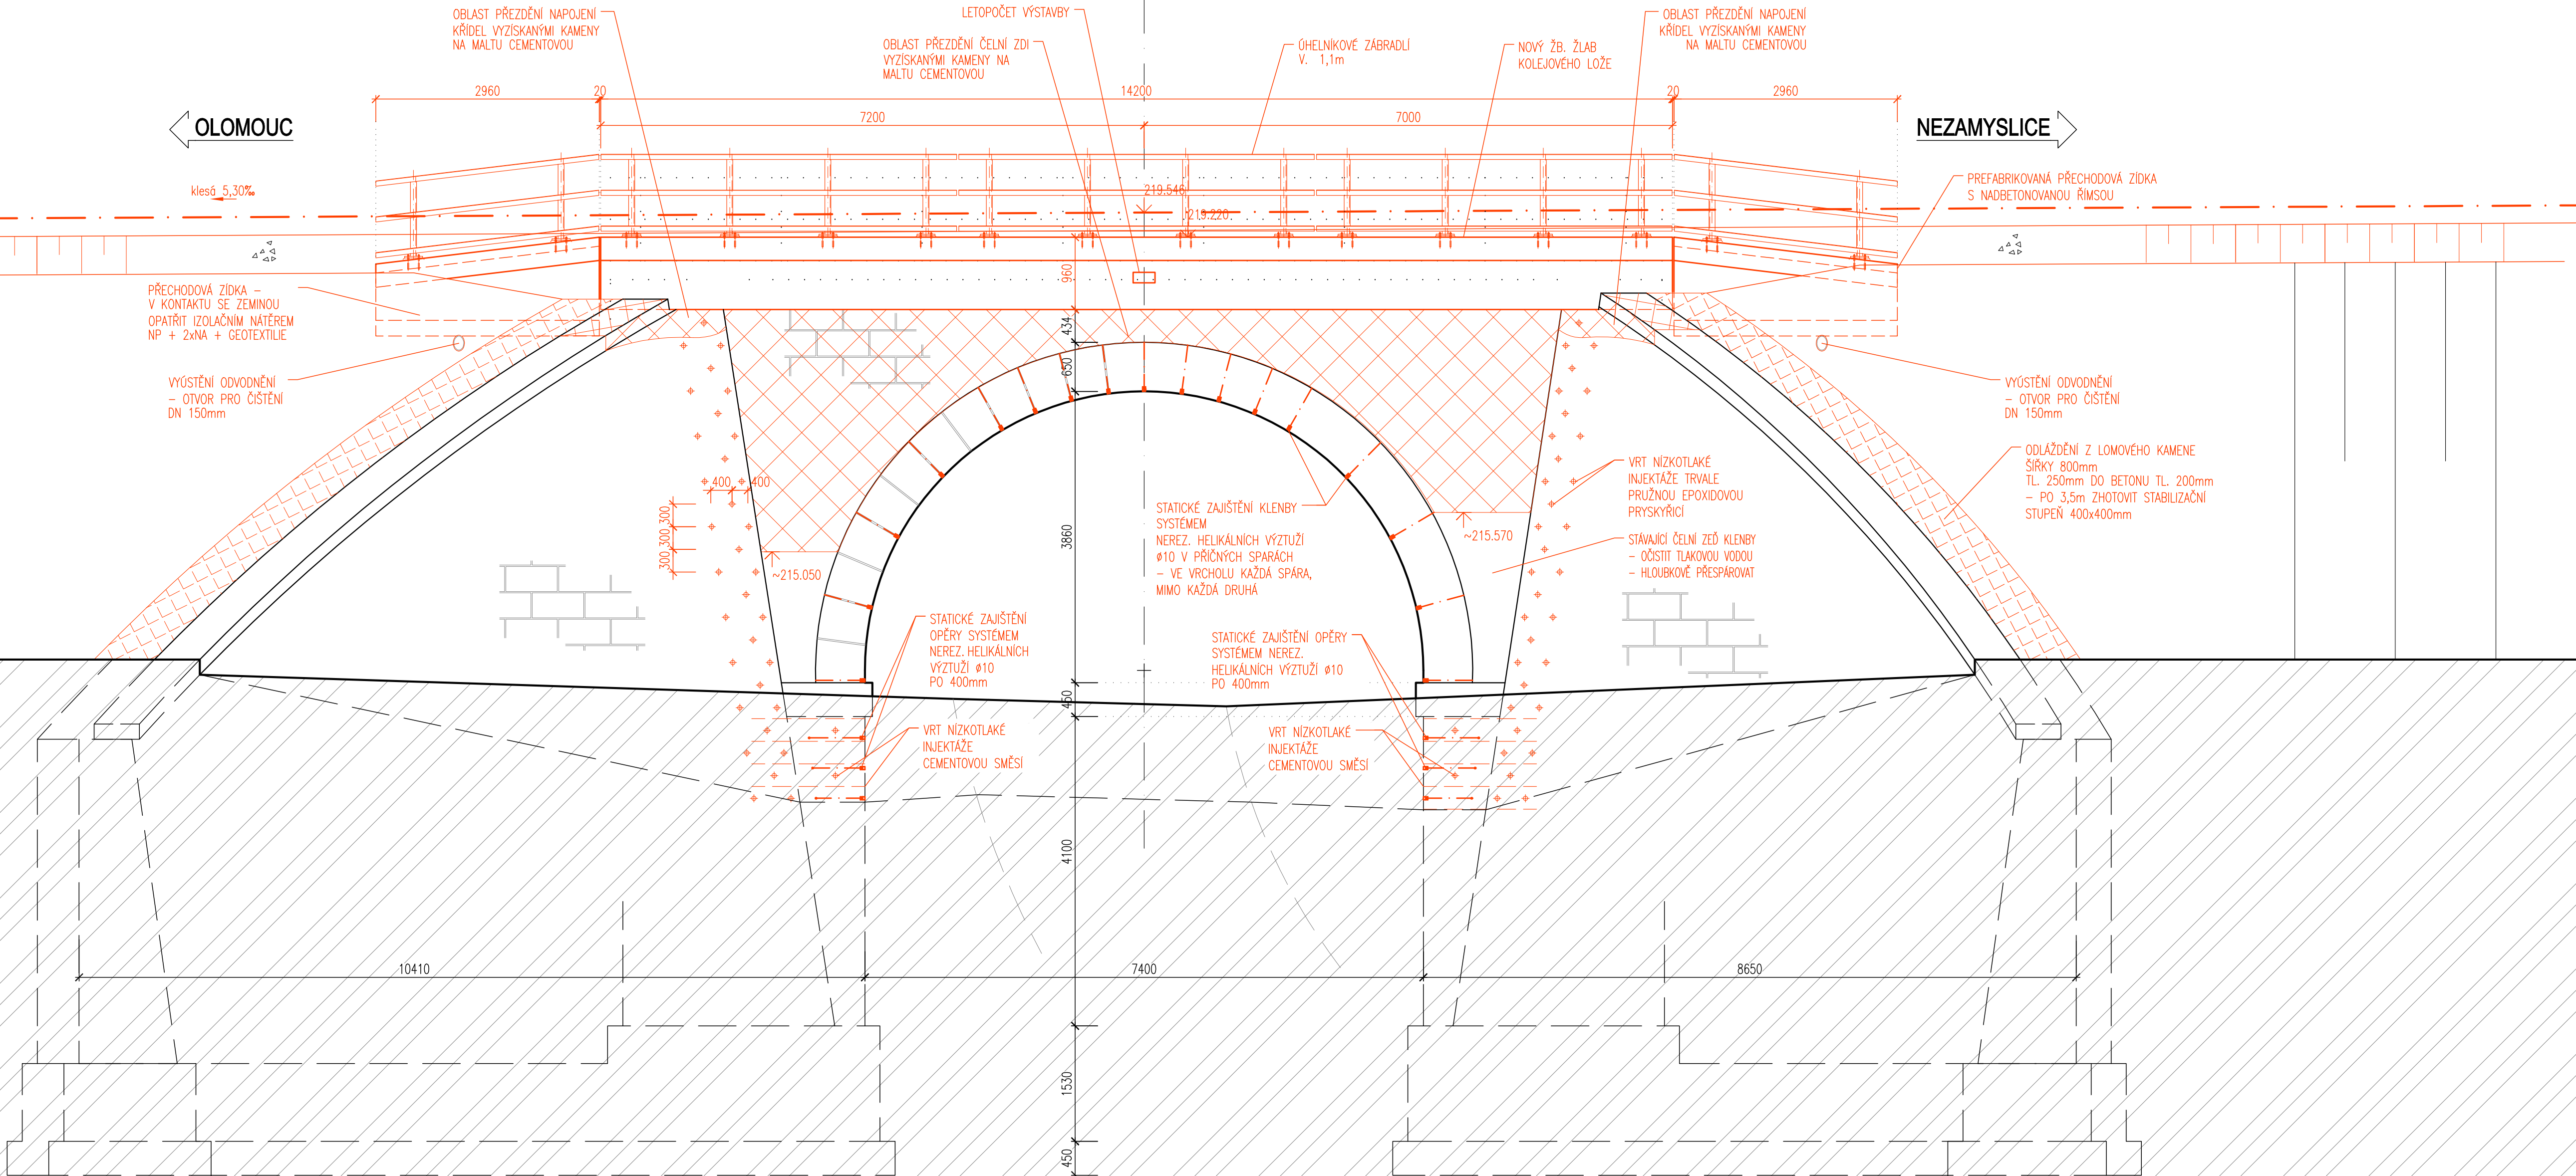 OBLAST PŘEZDĚNÍ NAPOJENÍ
KŘÍDEL VYZÍSKANÝMI KAMENY
NA MALTU CEMENTOVOU
LETOPOČET VÝSTAVBY
OBLAST PŘEZDĚNÍ ČELNÍ ZDI
VYZÍSKANÝMI KAMENY NA
MALTU CEMENTOVOU
ÚHELNÍKOVÉ ZÁBRADLÍ
V. 1,1m
NOVÝ ŽB. ŽLAB
KOLEJOVÉHO LOŽE
OBLAST PŘEZDĚNÍ NAPOJENÍ
KŘÍDEL VYZÍSKANÝMI KAMENY
NA MALTU CEMENTOVOU
2960
20
14200
20
2960
7200
7000
OLOMOUC
NEZAMYSLICE
klesá 5,30‰
219.546
219.220
PREFABRIKOVANÁ PŘECHODOVÁ ZÍDKA
S NADBETONOVANOU ŘÍMSOU
PŘECHODOVÁ ZÍDKA –
V KONTAKTU SE ZEMINOU
OPATŘIT IZOLAČNÍM NÁTĚREM
NP + 2xNA + GEOTEXTILIE
960
434
650
VYÚSTĚNÍ ODVODNĚNÍ
– OTVOR PRO ČIŠTĚNÍ
DN 150mm
VYÚSTĚNÍ ODVODNĚNÍ
– OTVOR PRO ČIŠTĚNÍ
DN 150mm
ODLÁŽDĚNÍ Z LOMOVÉHO KAMENE
ŠÍŘKY 800mm
TL. 250mm DO BETONU TL. 200mm
– PO 3,5m ZHOTOVIT STABILIZAČNÍ
STUPEŇ 400x400mm
VRT NÍZKOTLAKÉ
INJEKTÁŽE TRVALE
PRUŽNOU EPOXIDOVOU
PRYSKYŘICÍ
400
400
300
300
300
3860
STATICKÉ ZAJIŠTĚNÍ KLENBY
SYSTÉMEM
NEREZ. HELIKÁLNÍCH VÝZTUŽÍ
ø10 V PŘÍČNÝCH SPARÁCH
– VE VRCHOLU KAŽDÁ SPÁRA,
MIMO KAŽDÁ DRUHÁ
~215.570
~215.050
STÁVAJÍCÍ ČELNÍ ZEĎ KLENBY
– OČISTIT TLAKOVOU VODOU
– HLOUBKOVĚ PŘESPÁROVAT
STATICKÉ ZAJIŠTĚNÍ
OPĚRY SYSTÉMEM
NEREZ. HELIKÁLNÍCH
VÝZTUŽÍ ø10
PO 400mm
STATICKÉ ZAJIŠTĚNÍ OPĚRY
SYSTÉMEM NEREZ.
HELIKÁLNÍCH VÝZTUŽÍ ø10
PO 400mm
450
VRT NÍZKOTLAKÉ
INJEKTÁŽE
CEMENTOVOU SMĚSÍ
VRT NÍZKOTLAKÉ
INJEKTÁŽE
CEMENTOVOU SMĚSÍ
4100
10410
7400
8650
1530
450